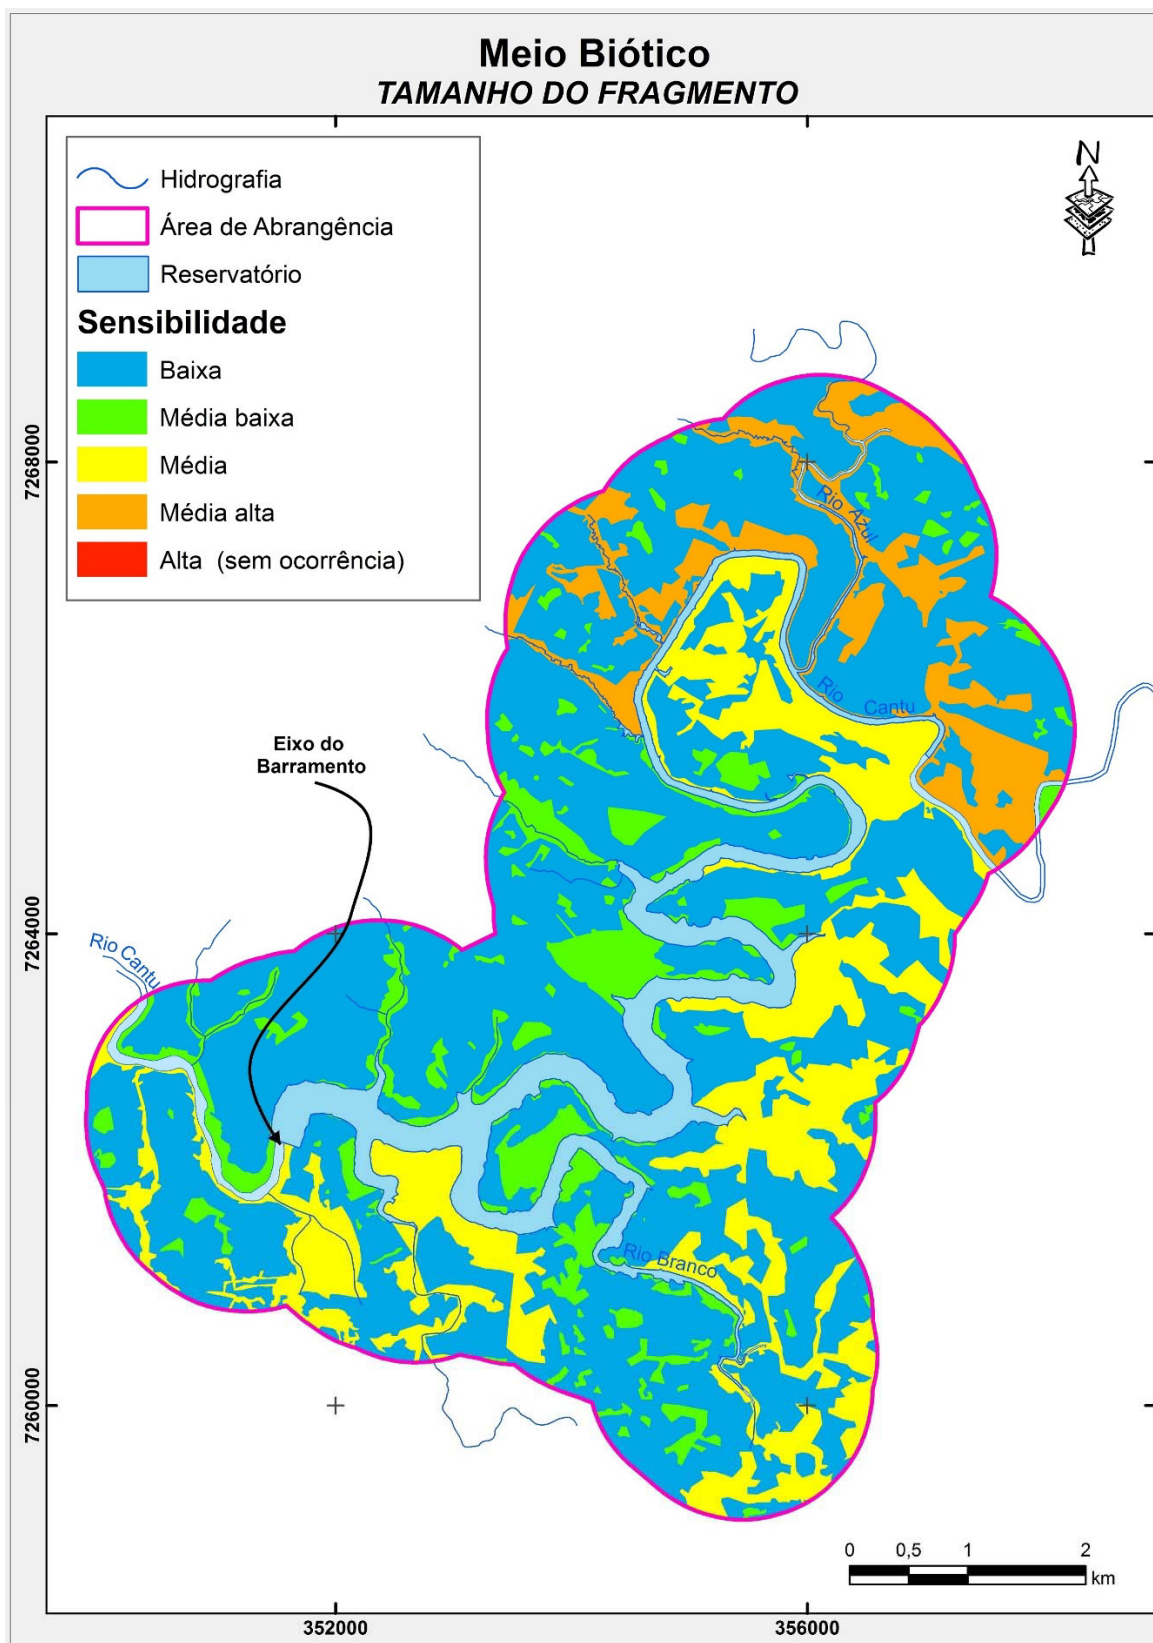 Meio Biótico
TAMANHO DO FRAGMENTO
Hidrografia
Área de Abrangência
Reservatório
Sensibilidade
Baixa
Média baixa
Média
Média alta
Alta (sem ocorrência)
N
7268000
Rio Azul
Rio Cantu
Eixo do
Barramento
7264000
Rio Cantu
Rio Branco
7260000
0 0,5 1 2
km
352000 356000